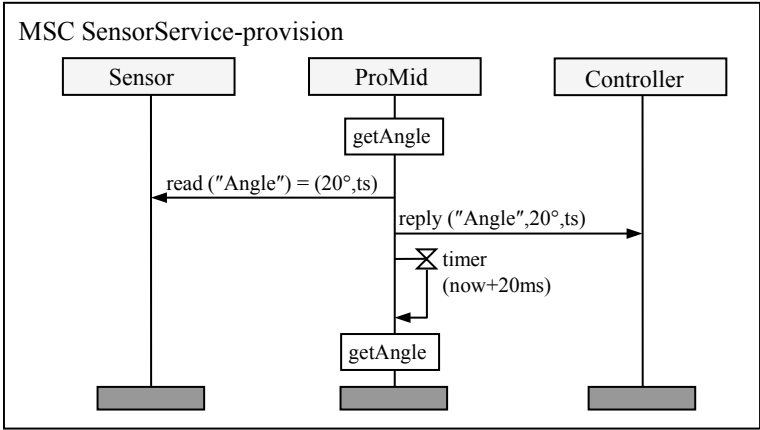 MSC SensorService-provision
Sensor
ProMid
Controller
getAngle
read (″Angle″) = (20°,ts)
reply (″Angle″,20°,ts)
timer
(now+20ms)
getAngle